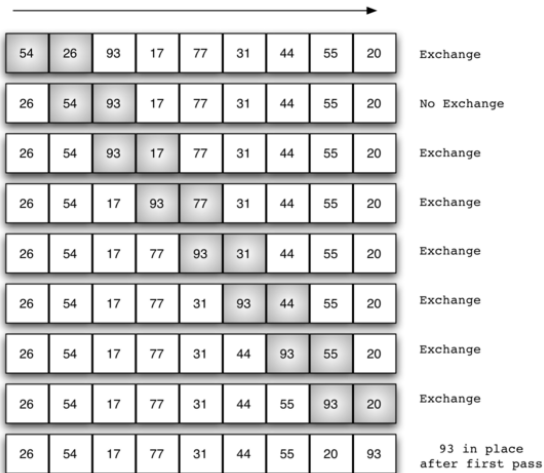 54 26 93 17 77 31 44 55 20 Exchange
26 54 93 17 77 31 44 55 20 No Exchange
26 54 93 17 77 31 44 55 20 Exchange
26 54 17 93 77 31 44 55 20 Exchange
26 54 17 77 93 31 44 55 20 Exchange
26 54 17 77 31 93 44 55 20 Exchange
26 54 17 77 31 44 93 55 20 Exchange
26 54 17 77 31 44 55 93 20 Exchange
26 54 17 77 31 44 55 20 93 93 in place
after first pass